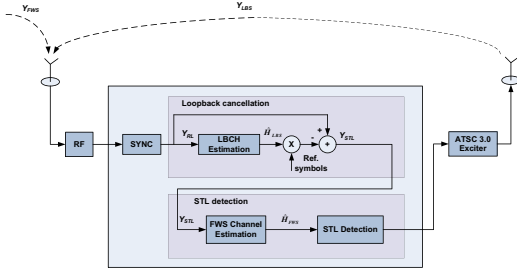 Y_FWS
Y_LBS
Loopback cancellation
RF
SYNC
Y_RL
LBCH
Estimation
Ĥ_LBS
X
Ref.
symbols
+
-
+
Y_STL
ATSC 3.0
Exciter
STL detection
Y_STL
FWS Channel
Estimation
Ĥ_FWS
STL Detection